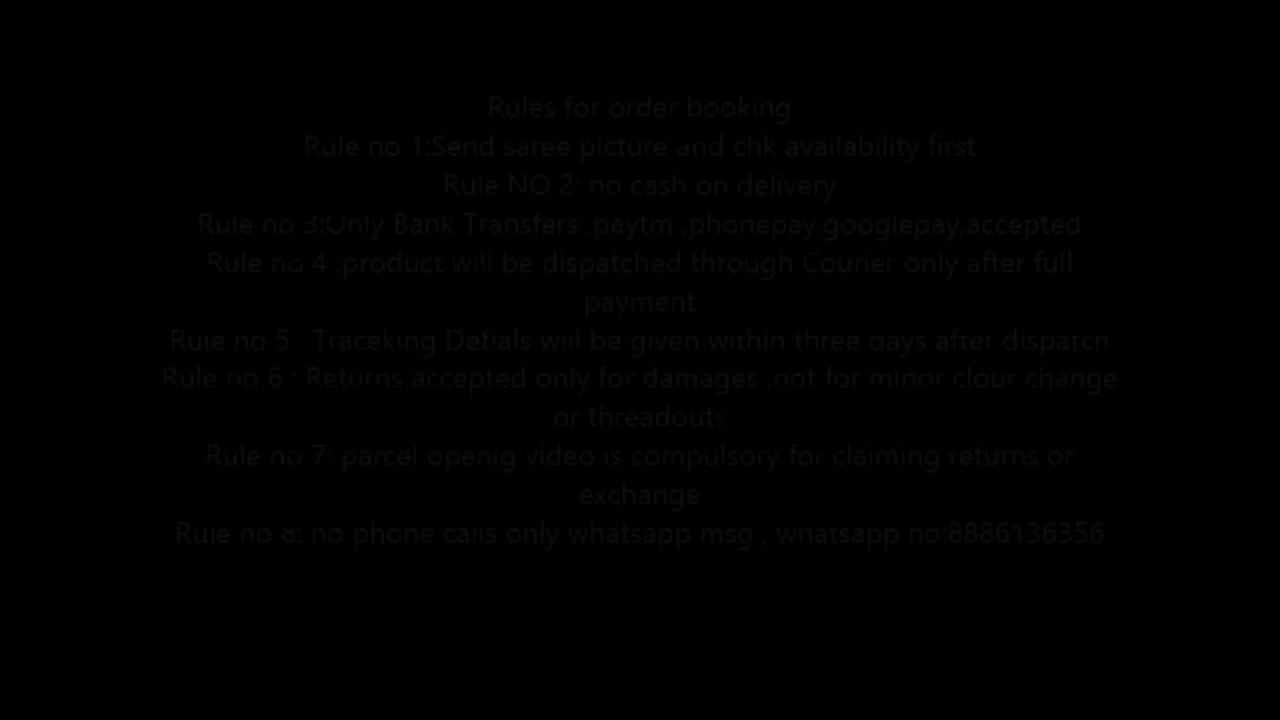 Rules for order booking
Rule no 1:Send saree picture and chk availability first
Rule NO 2: no cash on delivery
Rule no 3:Only Bank Transfers ,paytm ,phonepay,googlepay,accepted
Rule no 4 :product will be dispatched through Courier only after full
payment
Rule no 5 : Traceking Detials will be given within three days after dispatch
Rule no 6 : Returns accepted only for damages ,not for minor clour change
or threadouts
Rule no 7: parcel openig video is compulsory for claiming returns or
exchange
Rule no 8: no phone calls only whatsapp msg , whatsapp no:8886136356